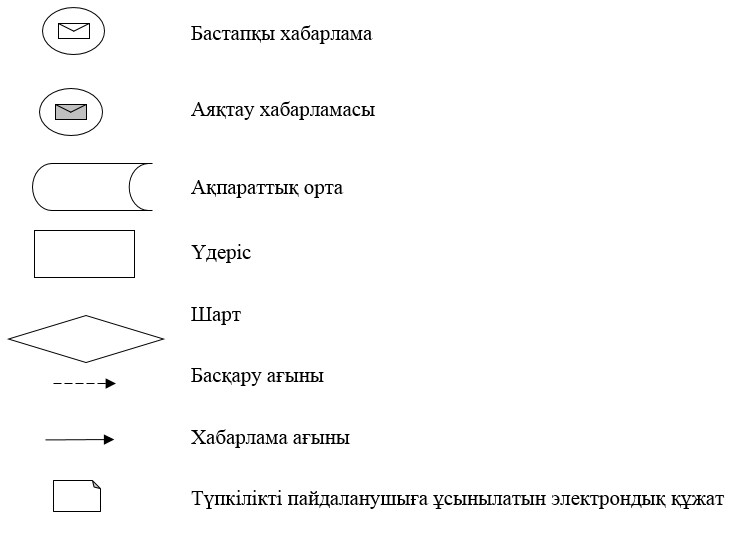 Бастапқы хабарлама
Аяқтау хабарламасы
Ақпараттық орта
Үдеріс
Шарт
Басқару ағыны
Хабарлама ағыны
Түпкілікті пайдаланушыға ұсынылатын электрондық құжат